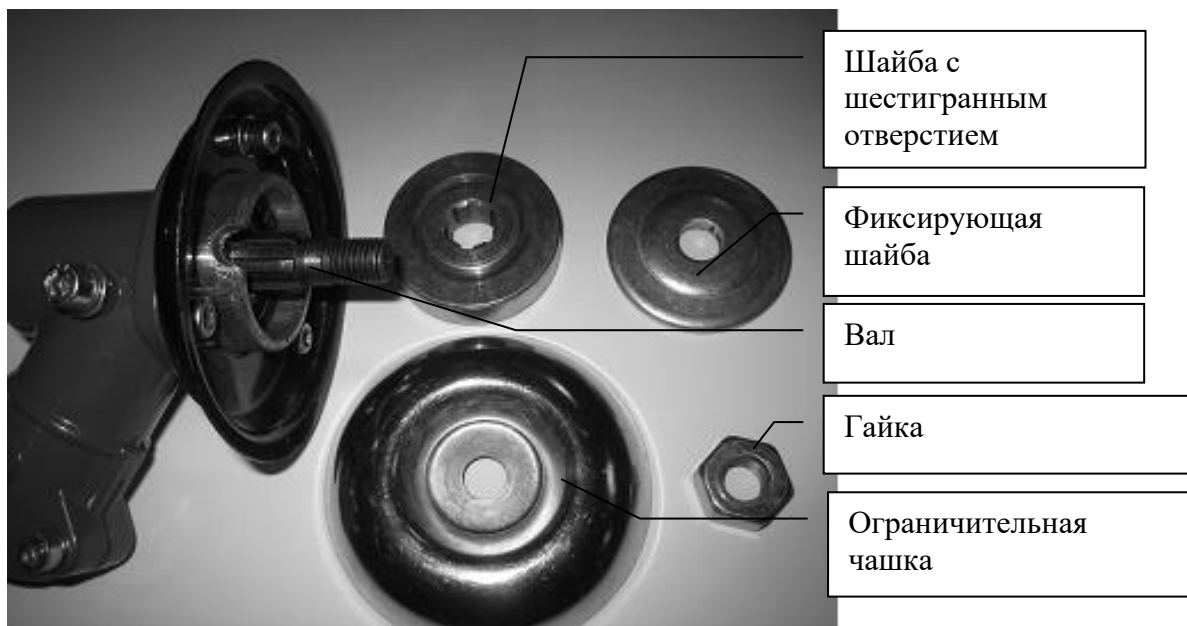 Шайба с
шестигранным
отверстием
Фиксирующая
шайба
Вал
Гайка
Ограничительная
чашка